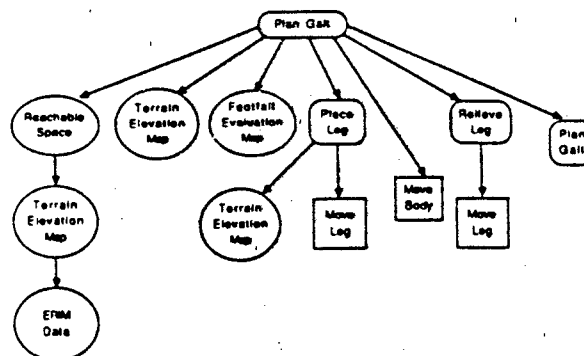 Plan Gait
Reachable
Space
Terrain
Elevation
Map
Footfall
Evaluation
Map
Place
Leg
Relieve
Leg
Plan
Gait
Terrain
Elevation
Map
Terrain
Elevation
Map
Move
Leg
Move
Body
Move
Leg
ERIM
Data